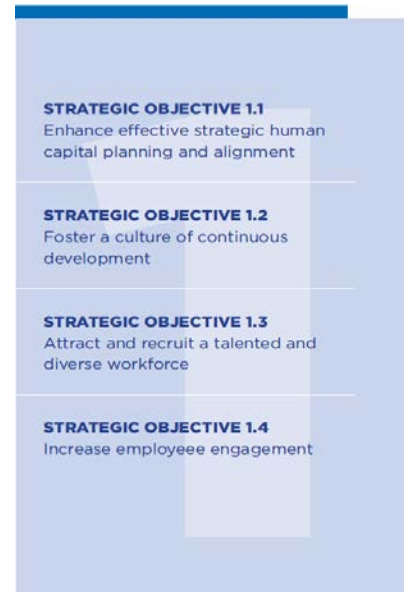 STRATEGIC OBJECTIVE 1.1
Enhance effective strategic human
capital planning and alignment
STRATEGIC OBJECTIVE 1.2
Foster a culture of continuous
development
STRATEGIC OBJECTIVE 1.3
Attract and recruit a talented and
diverse workforce
STRATEGIC OBJECTIVE 1.4
Increase employeee engagement
1